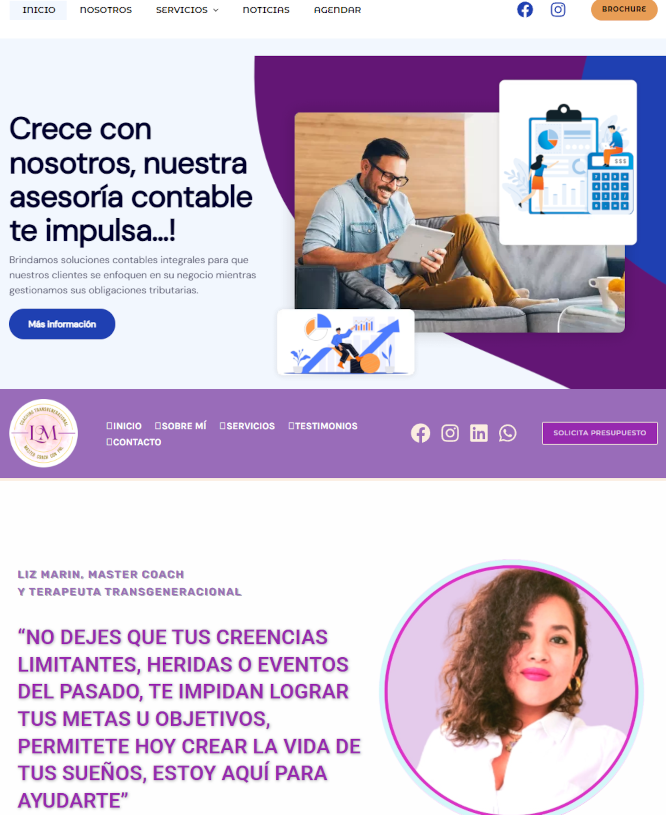 INICIO NOSOTROS SERVICIOS NOTICIAS AGENDAR BROCHURE
Crece con
nosotros, nuestra
asesoría contable
te impulsa...!
Brindamos soluciones contables integrales para que
nuestros clientes se enfoquen en su negocio mientras
gestionamos sus obligaciones tributarias.
Más información
$$$
COACHING TRANSGENERACIONAL
LM
INICIO SOBRE MÍ SERVICIOS TESTIMONIOS
CONTACTO
SOLICITA PRESUPUESTO
LIZ MARIN, MASTER COACH
Y TERAPEUTA TRANSGENERACIONAL
“NO DEJES QUE TUS CREENCIAS
LIMITANTES, HERIDAS O EVENTOS
DEL PASADO, TE IMPIDAN LOGRAR
TUS METAS U OBJETIVOS,
PERMITETE HOY CREAR LA VIDA DE
TUS SUEÑOS, ESTOY AQUÍ PARA
AYUDARTE”